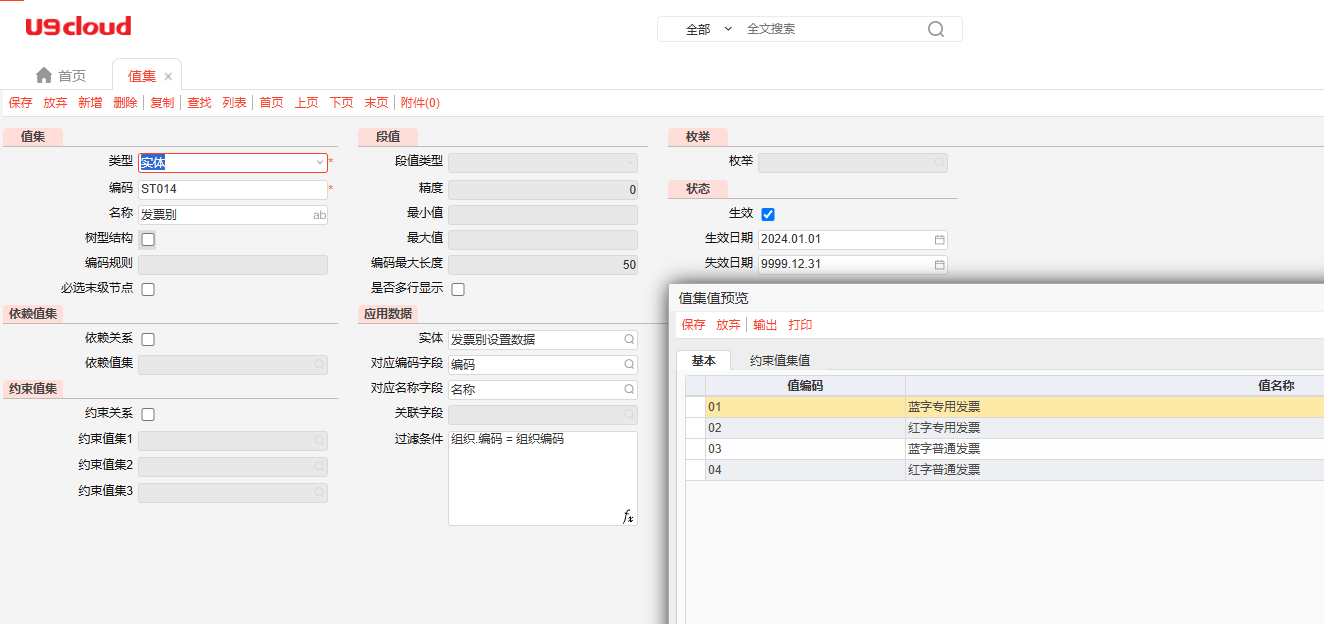 U9cloud
全部 全文搜索
首页 值集 ×
保存 放弃 新增 删除 复制 查找 列表 首页 上页 下页 末页 附件(0)
值集
类型 实体 *
编码 ST014 *
名称 发票别 ab
树型结构
编码规则
必选末级节点
依赖值集
依赖关系
依赖值集
约束值集
约束关系
约束值集1
约束值集2
约束值集3
段值
段值类型
精度 0
最小值
最大值
编码最大长度 50
是否多行显示
应用数据
实体 发票别设置数据
对应编码字段 编码
对应名称字段 名称
关联字段
过滤条件 组织.编码 = 组织编码
fx
枚举
枚举
状态
生效
生效日期 2024.01.01
失效日期 9999.12.31
值集值预览
保存 放弃 输出 打印
基本 约束值集值
值编码 值名称
01 蓝字专用发票
02 红字专用发票
03 蓝字普通发票
04 红字普通发票